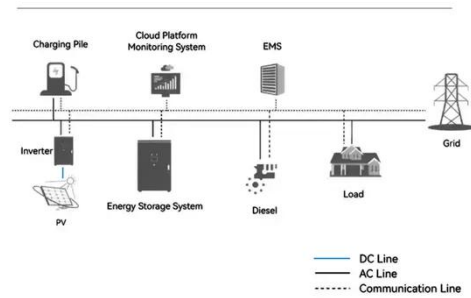 Charging Pile
Cloud Platform
Monitoring System
EMS
Grid
Inverter
PV
Energy Storage System
Diesel
Load
DC Line
AC Line
Communication Line